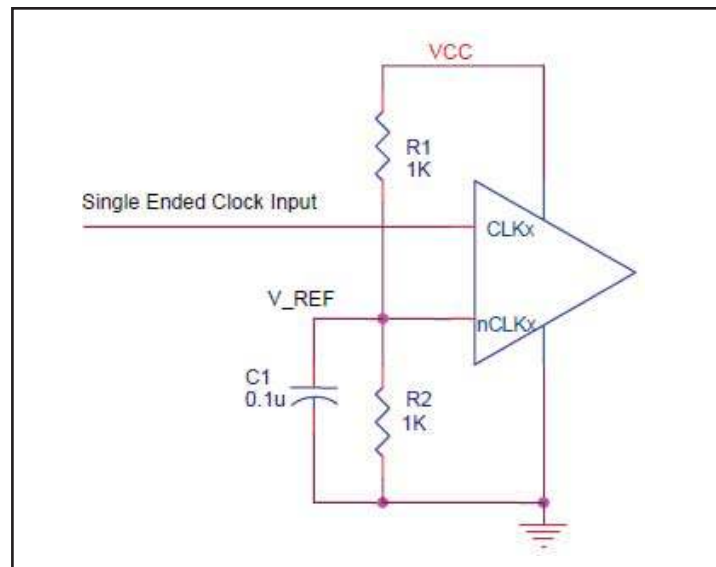 VCC
R1
1K
Single Ended Clock Input
CLKx
V_REF
nCLKx
C1
0.1u
R2
1K